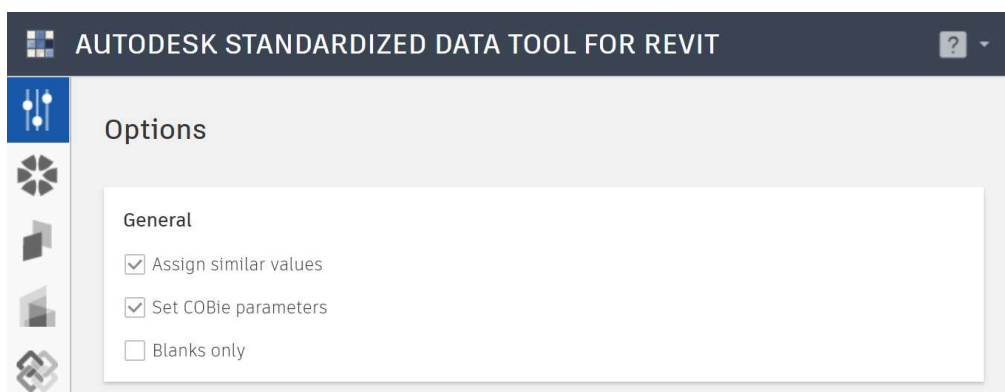 AUTODESK STANDARDIZED DATA TOOL FOR REVIT
?
Options
General
Assign similar values
Set COBie parameters
Blanks only